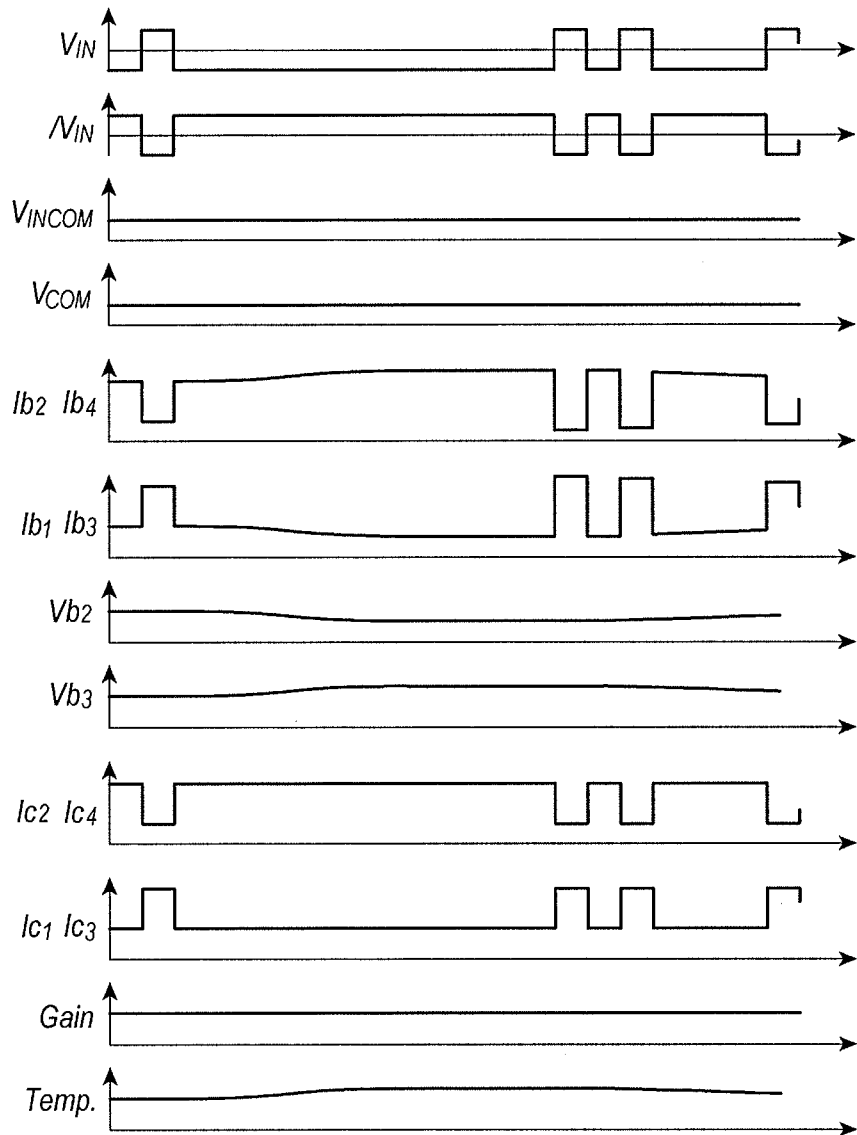 VIN
/VIN
VINCOM
VCOM
Ib2 Ib4
Ib1 Ib3
Vb2
Vb3
Ic2 Ic4
Ic1 Ic3
Gain
Temp.